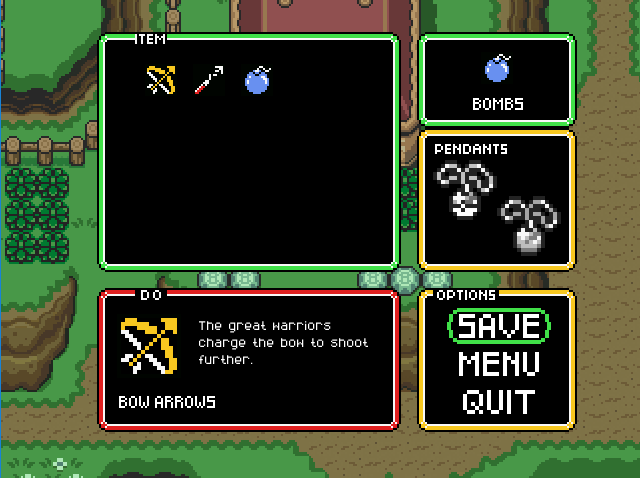 ITEM
BOMBS
PENDANTS
DO
The great warriors
charge the bow to shoot
further.
BOW ARROWS
OPTIONS
SAVE
MENU
QUIT